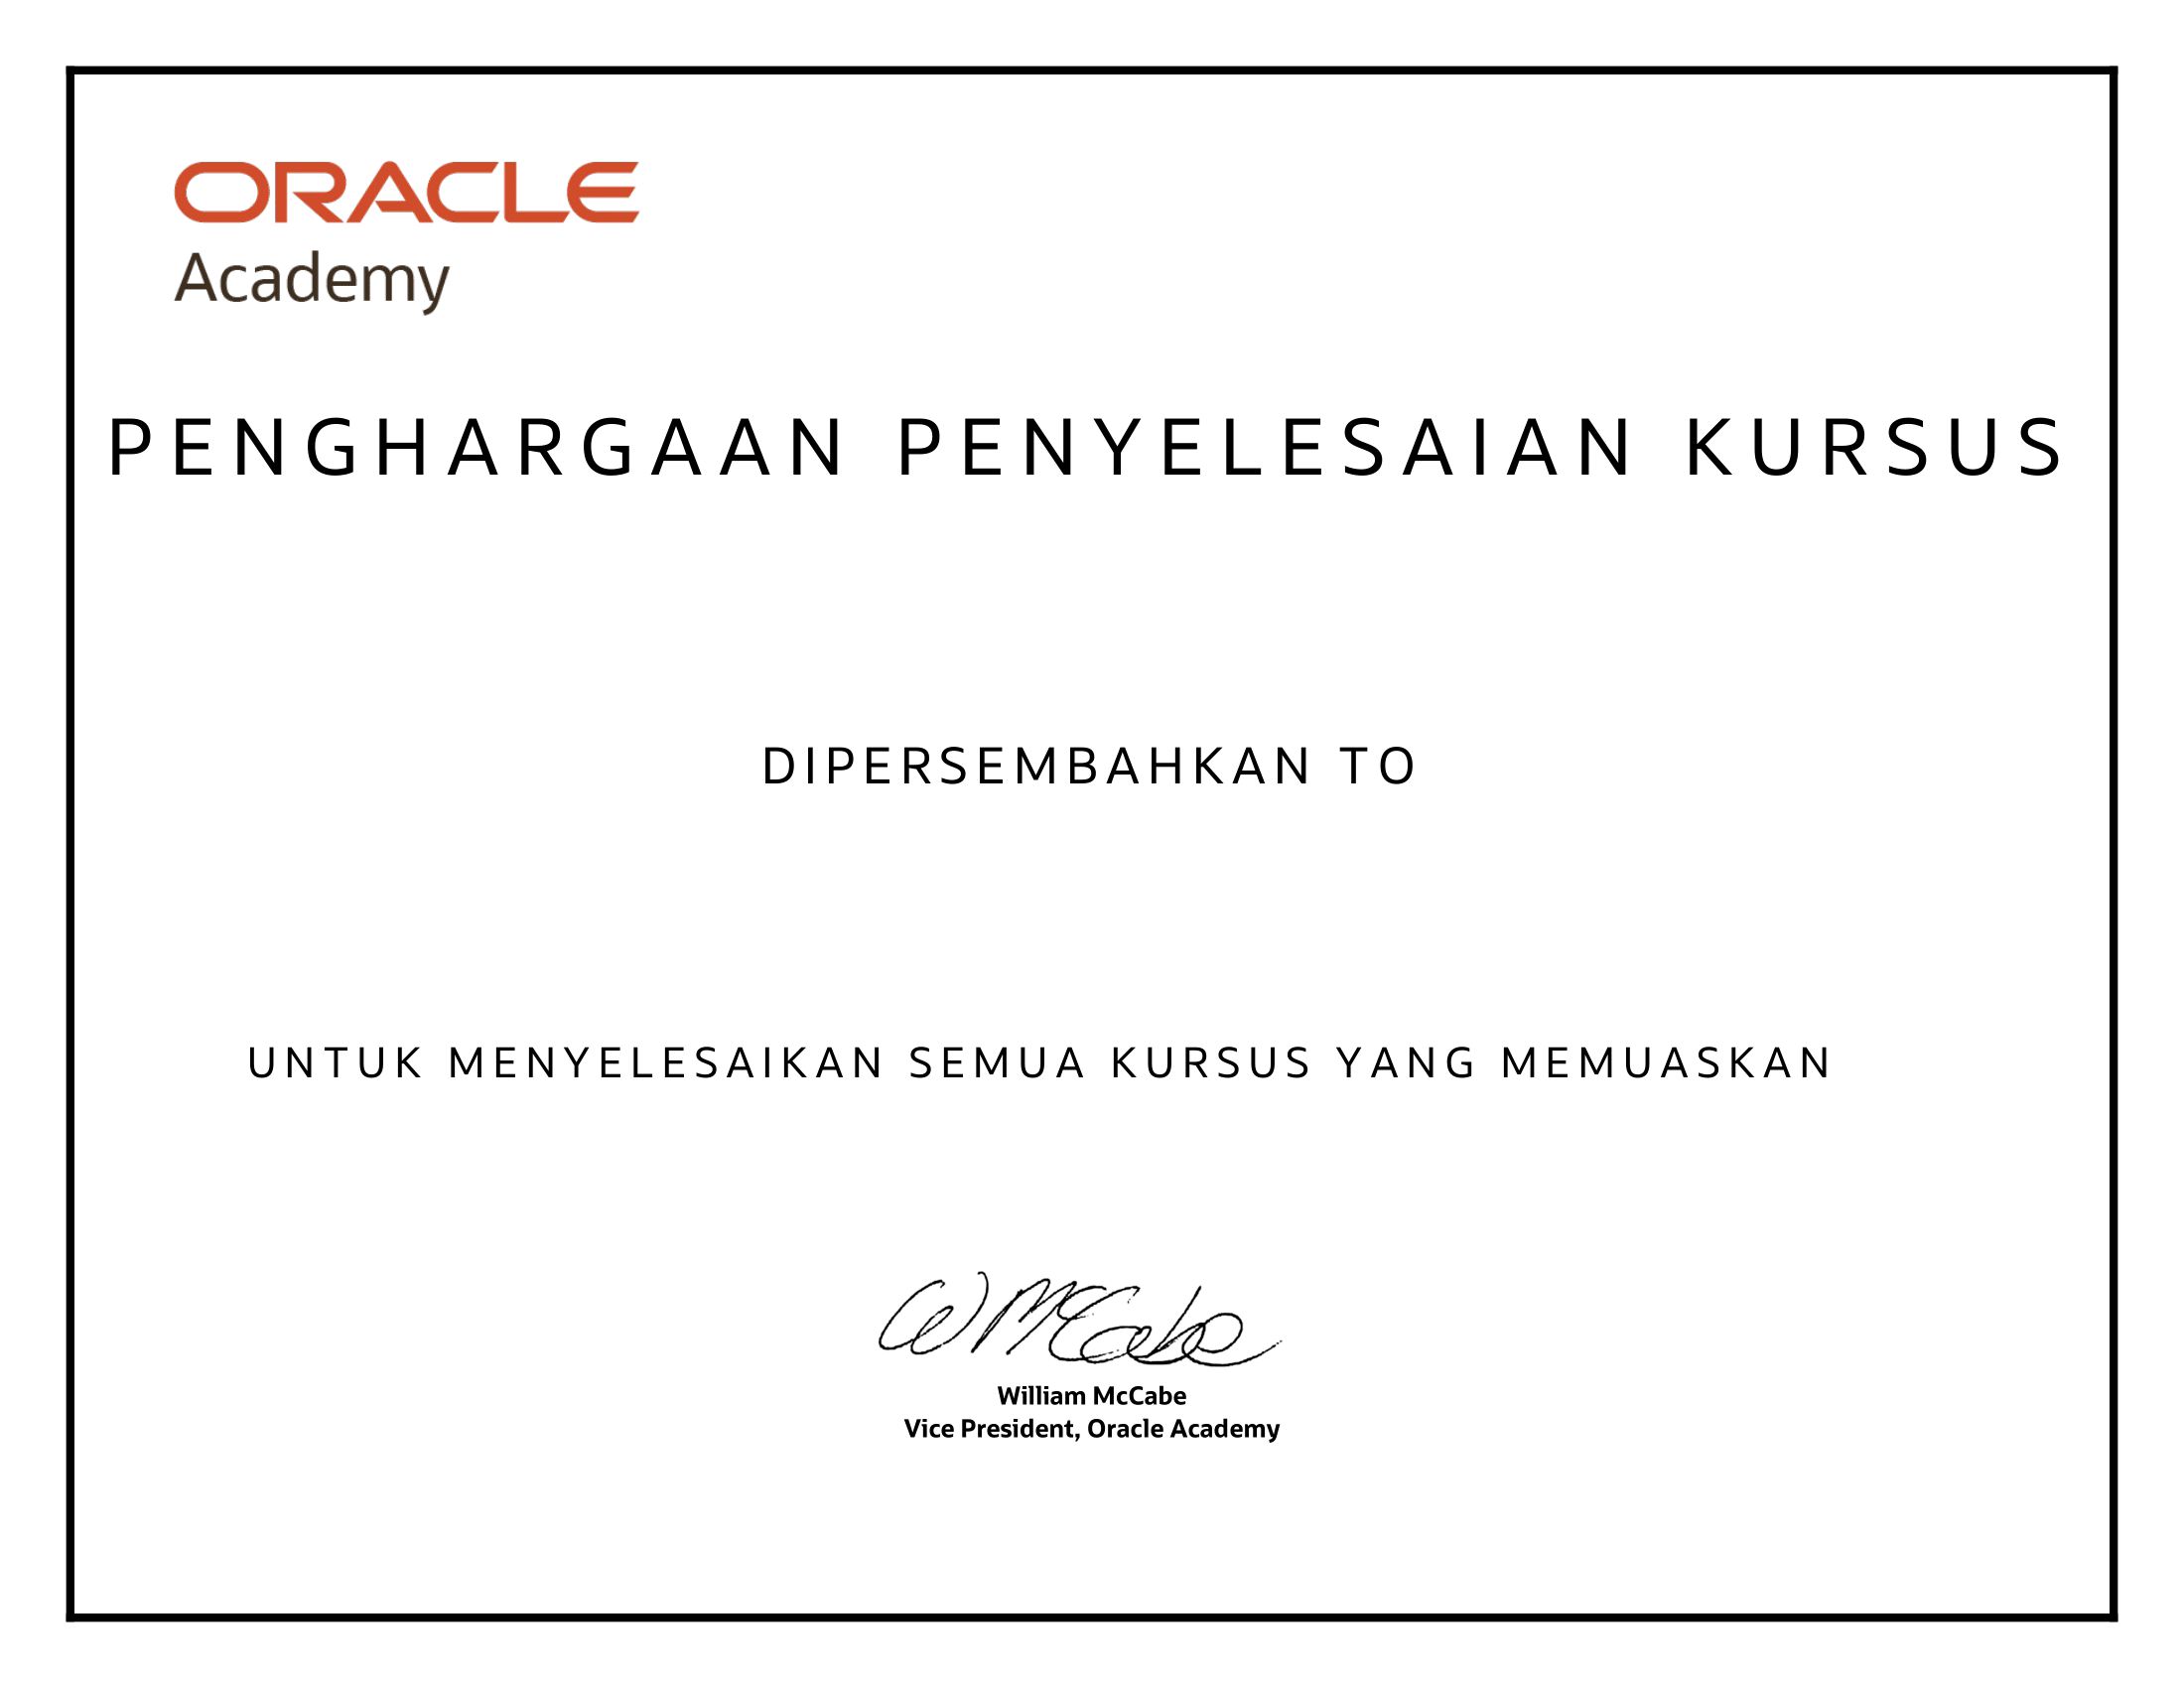 ORACLE
Academy
PENGHARGAAN PENYELESAIAN KURSUS
DIPERSEMBAHKAN TO
UNTUK MENYELESAIKAN SEMUA KURSUS YANG MEMUASKAN
W McCabe
William McCabe
Vice President, Oracle Academy